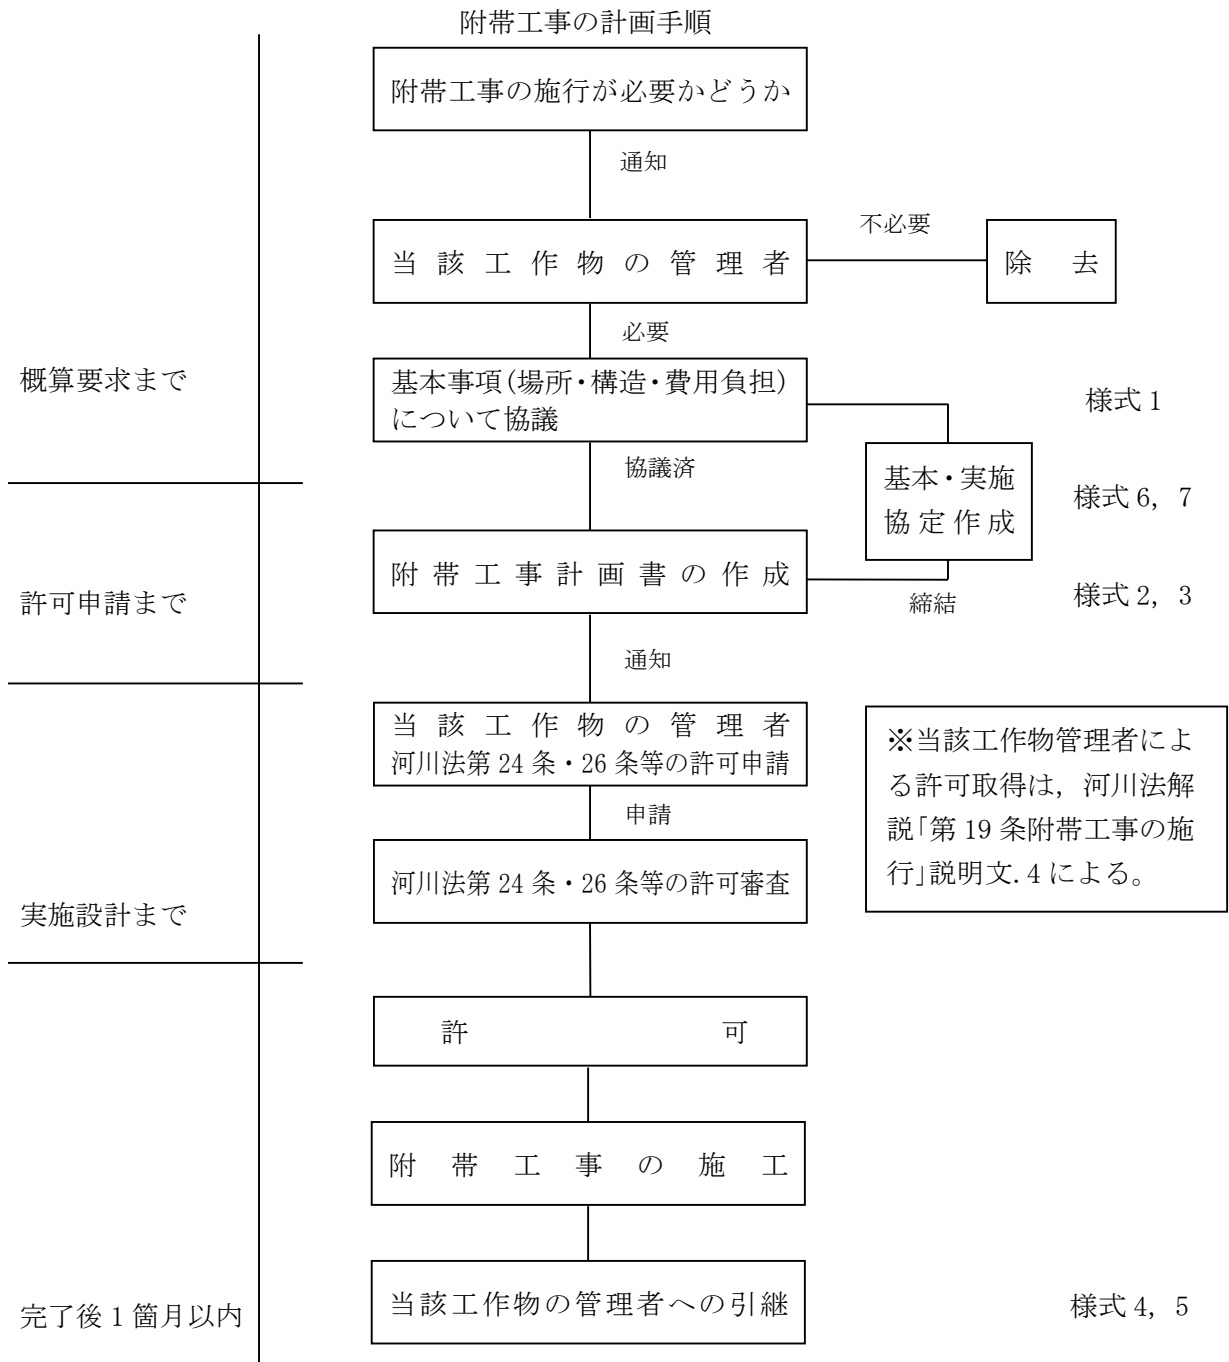 附帯工事の計画手順
附帯工事の施行が必要かどうか
通知
当該工作物の管理者
不必要
除去
必要
概算要求まで
基本事項(場所・構造・費用負担)
について協議
様式1
協議済
基本・実施
協定作成
様式6, 7
附帯工事計画書の作成
締結
様式2, 3
許可申請まで
通知
当該工作物の管理者
河川法第24条・26条等の許可申請
※当該工作物管理者によ
る許可取得は, 河川法解
説「第19条附帯工事の施
行」説明文.4による。
申請
河川法第24条・26条等の許可審査
実施設計まで
許可
附帯工事の施工
当該工作物の管理者への引継
完了後1箇月以内
様式4, 5